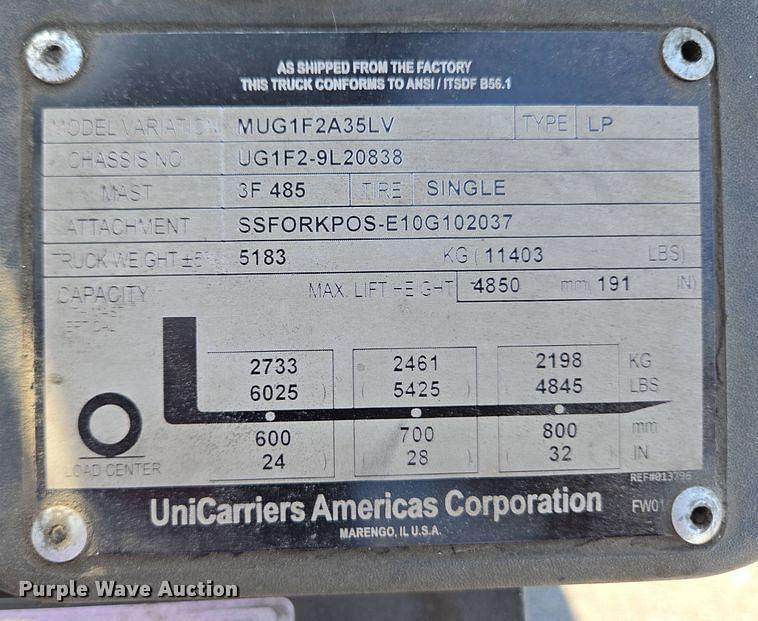 AS SHIPPED FROM THE FACTORY
THIS TRUCK CONFORMS TO ANSI / ITSDF B56.1
MODEL VARIATION MUG1F2A35LV TYPE LP
CHASSIS NO UG1F2-9L20838
MAST 3F 485 TIRE SINGLE
ATTACHMENT SSFORKPOS-E10G102037
TRUCK WEIGHT ±5% 5183 KG ( 11403 LBS)
CAPACITY MAX. LIFT HEIGHT 4850 mm( 191 IN)
VERTICAL
2733 2461 2198 KG
( 6025 ) ( 5425 ) ( 4845 ) LBS
600 700 800 mm
( 24 ) ( 28 ) ( 32 ) IN
LOAD CENTER
REF#013796
UniCarriers Americas Corporation FW01
MARENGO, IL U.S.A.
Purple Wave Auction